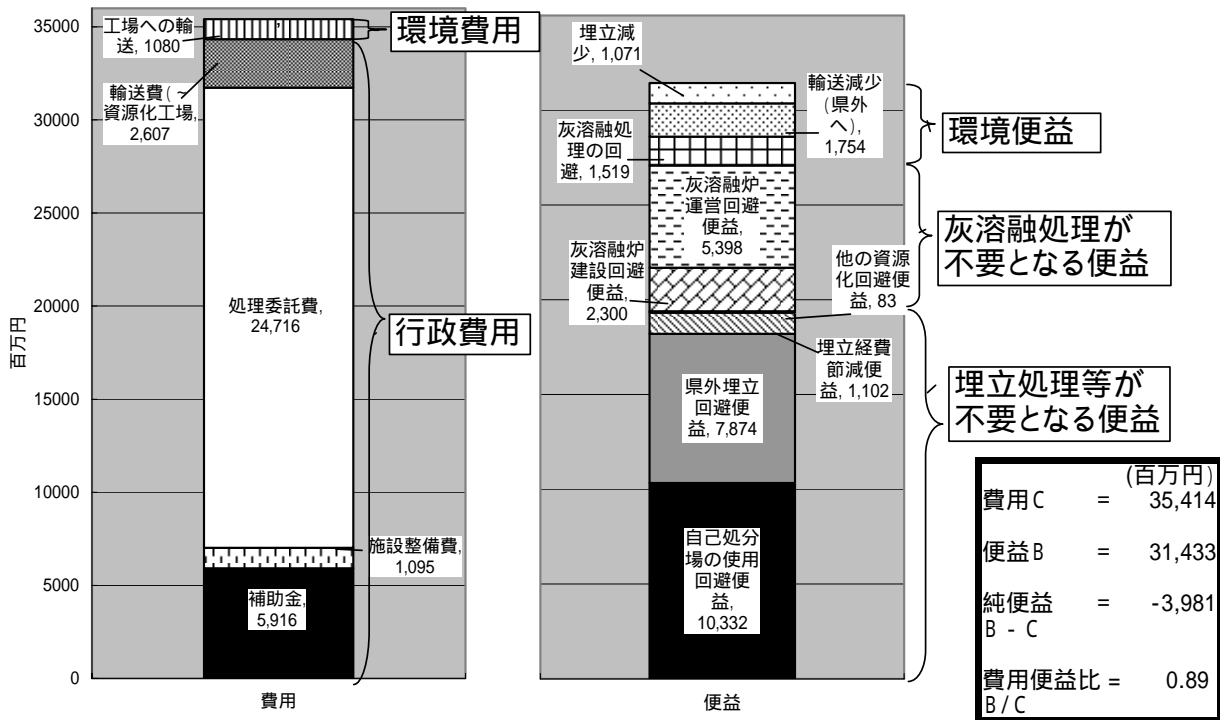 35000
30000
25000
20000
15000
10000
5000
0
百万円
工場への輸
送, 1080
輸送費(~
資源化工場,
2,607
処理委託費,
24,716
施設整備費,
1,095
補助金,
5,916
費用
環境費用
行政費用
埋立減
少, 1,071
輸送減少
(県外
へ),
1,754
灰溶融処
理の回
避, 1,519
灰溶融炉
運営回避
便益,
5,398
灰溶融炉
建設回避
便益,
2,300
他の資源
化回避便
益, 83
埋立経費
節減便
益, 1,102
県外埋立
回避便
益, 7,874
自己処分
場の使用
回避便
益,
10,332
便益
環境便益
灰溶融処理が
不要となる便益
埋立処理等が
不要となる便益
(百万円)
費用C = 35,414
便益B = 31,433
純便益 = -3,981
B - C
費用便益比 = 0.89
B/C